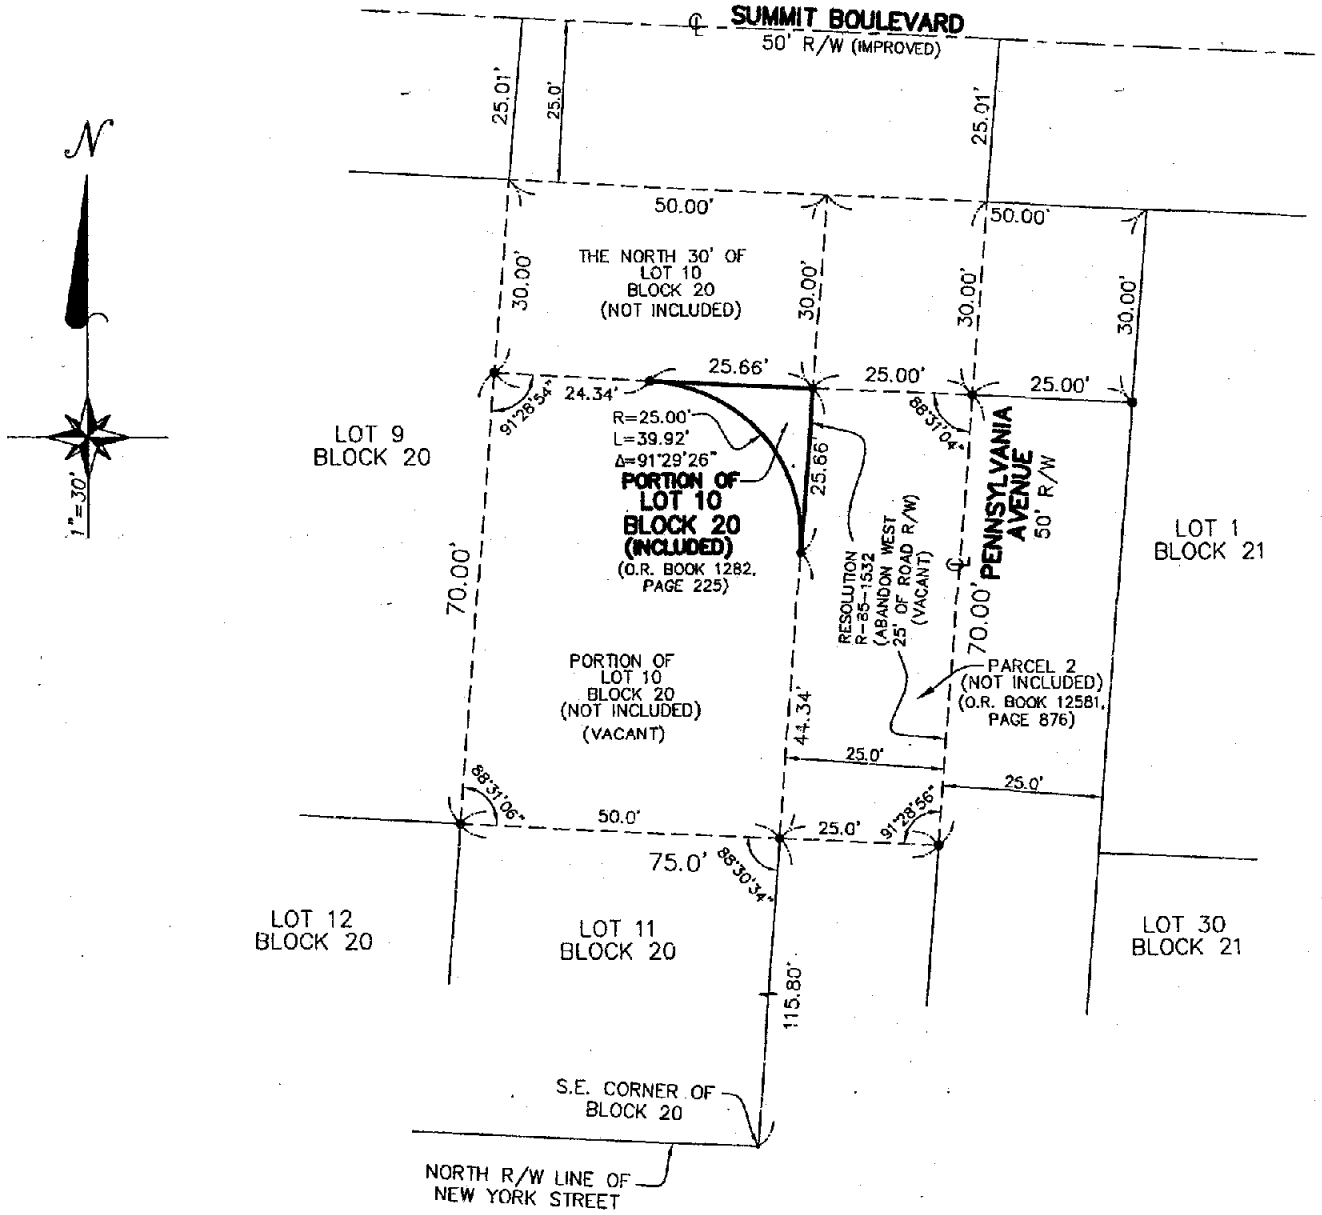 SUMMIT BOULEVARD
50' R/W (IMPROVED)
25.01'
25.0'
25.01'
N
1"=30'
50.00'
50.00'
THE NORTH 30' OF
LOT 10
BLOCK 20
(NOT INCLUDED)
30.00'
30.00'
30.00'
30.00'
25.66'
25.00'
25.00'
24.34'
91°28'54"
88°31'04"
R=25.00'
L=39.92'
Δ=91°29'26"
25.66'
LOT 9
BLOCK 20
PORTION OF
LOT 10
BLOCK 20
(INCLUDED)
(O.R. BOOK 1282,
PAGE 225)
RESOLUTION
R-85-1532
(ABANDON WEST
25' OF ROAD R/W)
(VACANT)
PENNSYLVANIA
AVENUE
50' R/W
LOT 1
BLOCK 21
70.00'
70.00'
PORTION OF
LOT 10
BLOCK 20
(NOT INCLUDED)
(VACANT)
PARCEL 2
(NOT INCLUDED)
(O.R. BOOK 12581,
PAGE 876)
44.34'
25.0'
25.0'
88°31'06"
50.0'
25.0'
91°28'56"
75.0'
88°30'34"
LOT 12
BLOCK 20
LOT 11
BLOCK 20
LOT 30
BLOCK 21
115.80'
S.E. CORNER OF
BLOCK 20
NORTH R/W LINE OF
NEW YORK STREET